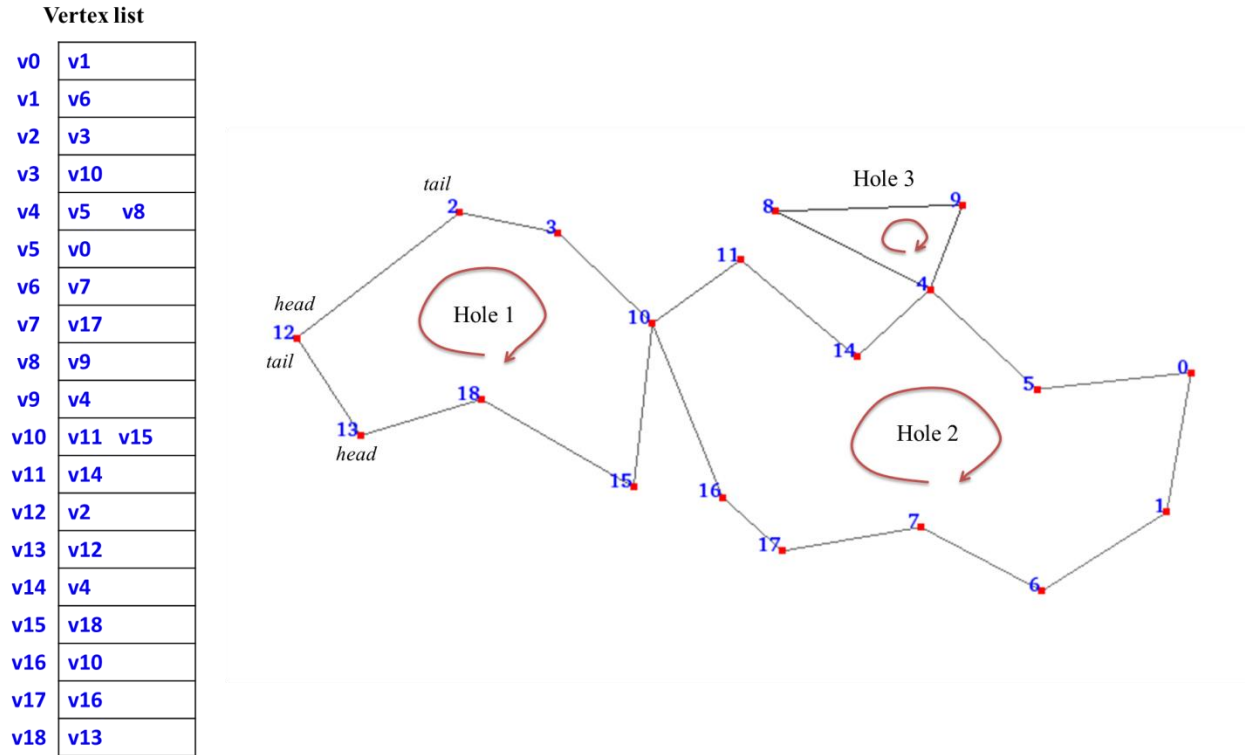 Vertex list
v0 v1
v1 v6
v2 v3
v3 v10
v4 v5 v8
v5 v0
v6 v7
v7 v17
v8 v9
v9 v4
v10 v11 v15
v11 v14
v12 v2
v13 v12
v14 v4
v15 v18
v16 v10
v17 v16
v18 v13
Hole 3
tail
2
8
9
3
11
4
head
12
Hole 1
10
tail
14
5
0
18
13
Hole 2
head
15
16
1
7
17
6